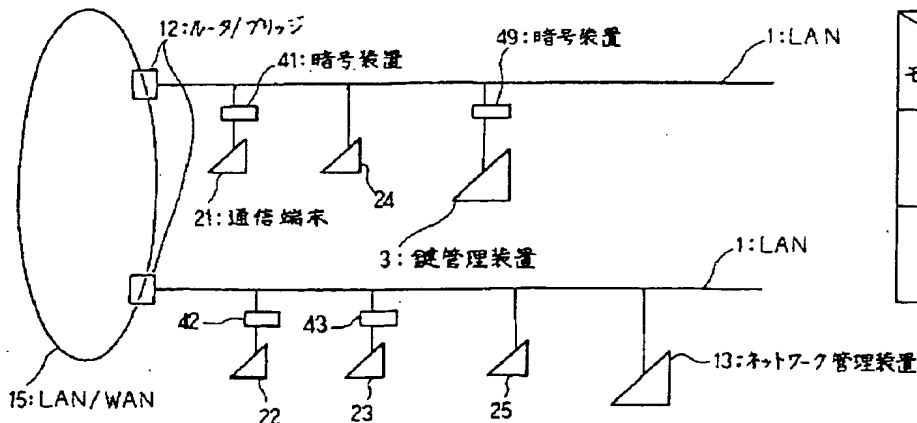 12:ルータ/ブリッジ
41:暗号装置
49:暗号装置
1:LAN
モ
21:通信端末
24
3:鍵管理装置
1:LAN
42
43
13:ネットワーク管理装置
15:LAN/WAN
22
23
25